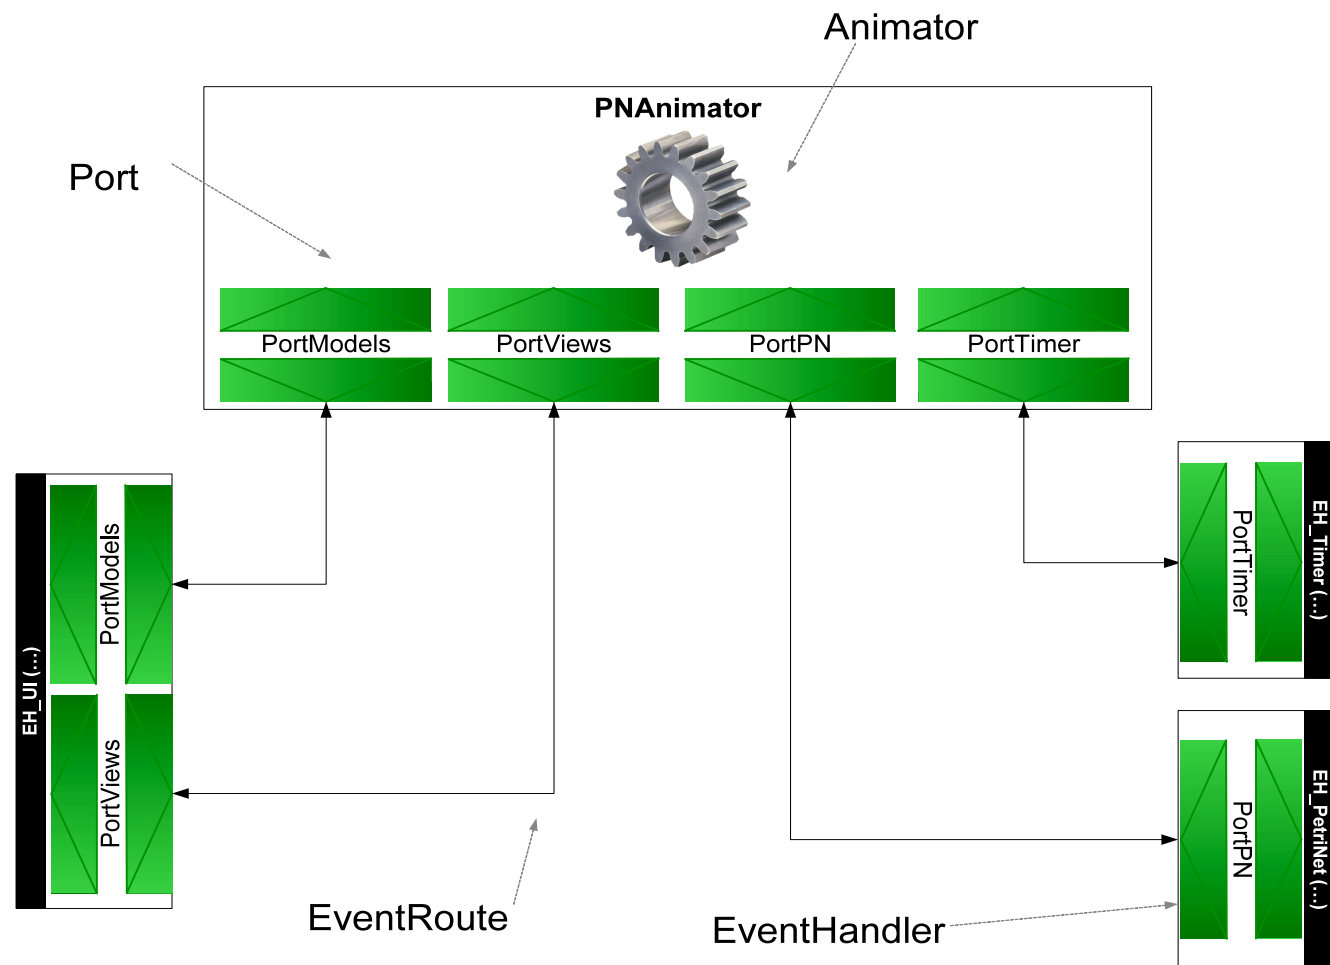 Animator
PNAnimator
Port
PortModels
PortViews
PortPN
PortTimer
EH_UI (...)
PortModels
PortViews
PortTimer
EH_Timer (...)
PortPN
EH_PetriNet (...)
EventRoute
EventHandler